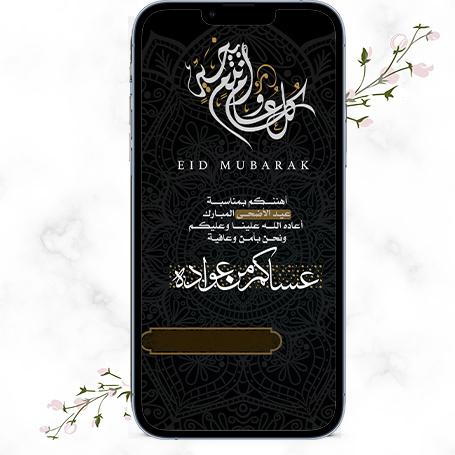 كل عام وأنتم بخير
EID MUBARAK
أهنئكم بمناسبة
عيد الأضحى المبارك
أعاده الله علينا وعليكم
ونحن بأمن وعافية
عساكم من عواده